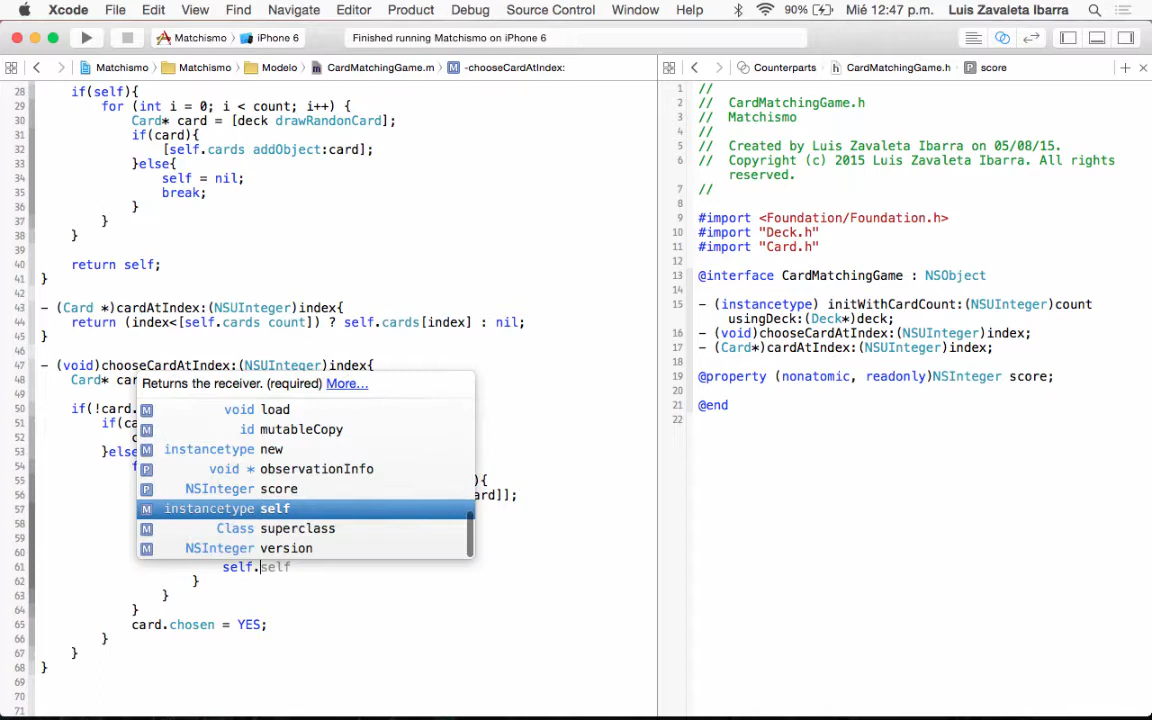 Xcode File Edit View Find Navigate Editor Product Debug Source Control Window Help 90% Mié 12:47 p.m. Luis Zavaleta Ibarra
Matchismo iPhone 6 Finished running Matchismo on iPhone 6
Matchismo Matchismo Modelo CardMatchingGame.m -chooseCardAtIndex:
28 if(self){
29 for (int i = 0; i < count; i++) {
30 Card* card = [deck drawRandonCard];
31 if(card){
32 [self.cards addObject:card];
33 }else{
34 self = nil;
35 break;
36 }
37 }
38 }
39
40 return self;
41 }
42
43 - (Card *)cardAtIndex:(NSUInteger)index{
44 return (index<[self.cards count]) ? self.cards[index] : nil;
45 }
46
47 - (void)chooseCardAtIndex:(NSUInteger)index{
48 Card* car
Returns the receiver. (required) More...
50 if(!card.
M void load
51 if(ca
M id mutableCopy
52 c
53 }else
M instancetype new
54 f
P void * observationInfo
55 ){
P NSInteger score
56 ard]];
57
M instancetype self
58
M Class superclass
59
60
M NSInteger version
61 self.self
62 }
63 }
64 }
65 card.chosen = YES;
66 }
67 }
68 }
69
70
71
Counterparts CardMatchingGame.h score
1 //
2 // CardMatchingGame.h
3 // Matchismo
4 //
5 // Created by Luis Zavaleta Ibarra on 05/08/15.
6 // Copyright (c) 2015 Luis Zavaleta Ibarra. All rights
reserved.
7 //
8
9 #import <Foundation/Foundation.h>
10 #import "Deck.h"
11 #import "Card.h"
12
13 @interface CardMatchingGame : NSObject
14
15 - (instancetype) initWithCardCount:(NSUInteger)count
usingDeck:(Deck*)deck;
16 - (void)chooseCardAtIndex:(NSUInteger)index;
17 - (Card*)cardAtIndex:(NSUInteger)index;
18
19 @property (nonatomic, readonly)NSInteger score;
20
21 @end
22